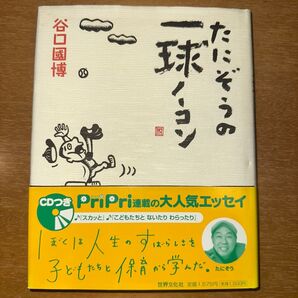 たにぞうの
一球ノーコン
谷口國博
CDつき
PriPri連載の大人気エッセイ
♪「スカッと」♪「こどもたちと ないたり わらったり」
ぼくは人生のすばらしさを
子どもたちと保育から学んだ。
たにぞう
世界文化社